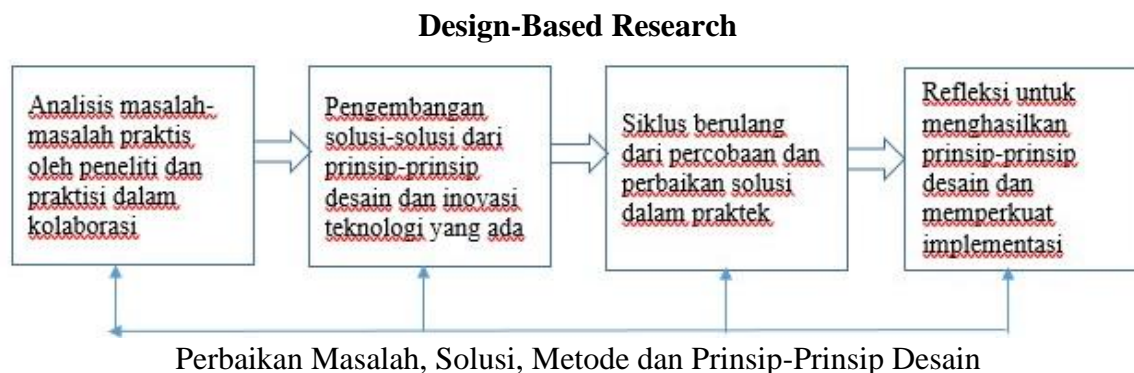 Design-Based Research
Analisis masalah-
masalah praktis
oleh peneliti dan
praktisi dalam
kolaborasi
Pengembangan
solusi-solusi dari
prinsip-prinsip
desain dan inovasi
teknologi yang ada
Siklus berulang
dari percobaan dan
perbaikan solusi
dalam praktek
Refleksi untuk
menghasilkan
prinsip-prinsip
desain dan
memperkuat
implementasi
Perbaikan Masalah, Solusi, Metode dan Prinsip-Prinsip Desain